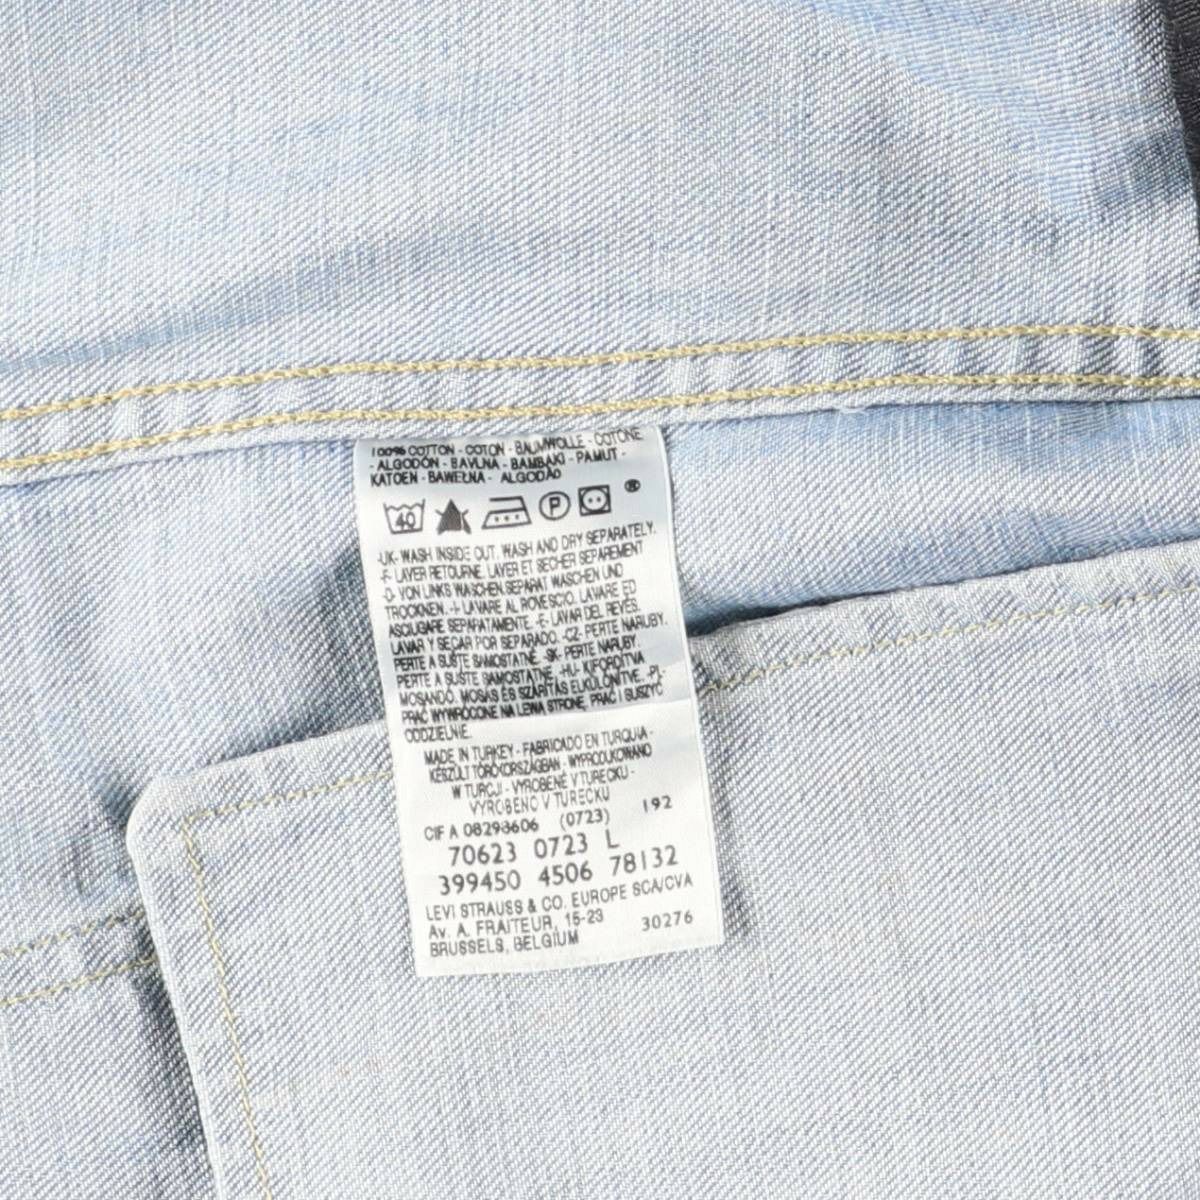 100% COTTON - COTON - BAUMWOLLE - COTONE
- ALGODÓN - BAVLNA - BAMBAKI - PAMUT -
KATOEN - BAWEŁNA - ALGODAO
40 P ®
-UK- WASH INSIDE OUT. WASH AND DRY SEPARATELY.
-F- LAVER RETOURNE. LAVER ET SECHER SEPAREMENT
-D- VON LINKS WASCHEN. SEPARAT WASCHEN UND
TROCKNEN. -I- LAVARE AL ROVESCIO. LAVARE ED
ASCIUGARE SEPARATAMENTE. -E- LAVAR DEL REVÉS.
LAVAR Y SECAR POR SEPARADO. -CZ- PERTE NARUBY.
PERTE A SUŠTE SAMOSTATNĚ. -SK- PERTE NARUBY.
PERTE A SUŠTE SAMOSTATNE. -HU- KIFORDÍTVA
MOSANDÓ. MOSÁS ÉS SZÁRÍTÁS ELKÜLÖNÍTVE. -PL-
PRAĆ WYWRÓCONE NA LEWĄ STRONĘ, PRAĆ I SUSZYĆ
ODDZIELNIE.
MADE IN TURKEY - FABRICADO EN TURQUIA -
KÉSZÜLT TÖRÖKORSZÁGBAN - WYPRODUKOWANO
W TURCJI - VYROBENÉ V TURECKU -
VYROBENO V TURECKU
CIF A 08293606 (0723) 192
70623 0723 L
399450 4506 78132
LEVI STRAUSS & CO. EUROPE SCA/CVA
Av. A. FRAITEUR, 15-23 30276
BRUSSELS, BELGIUM